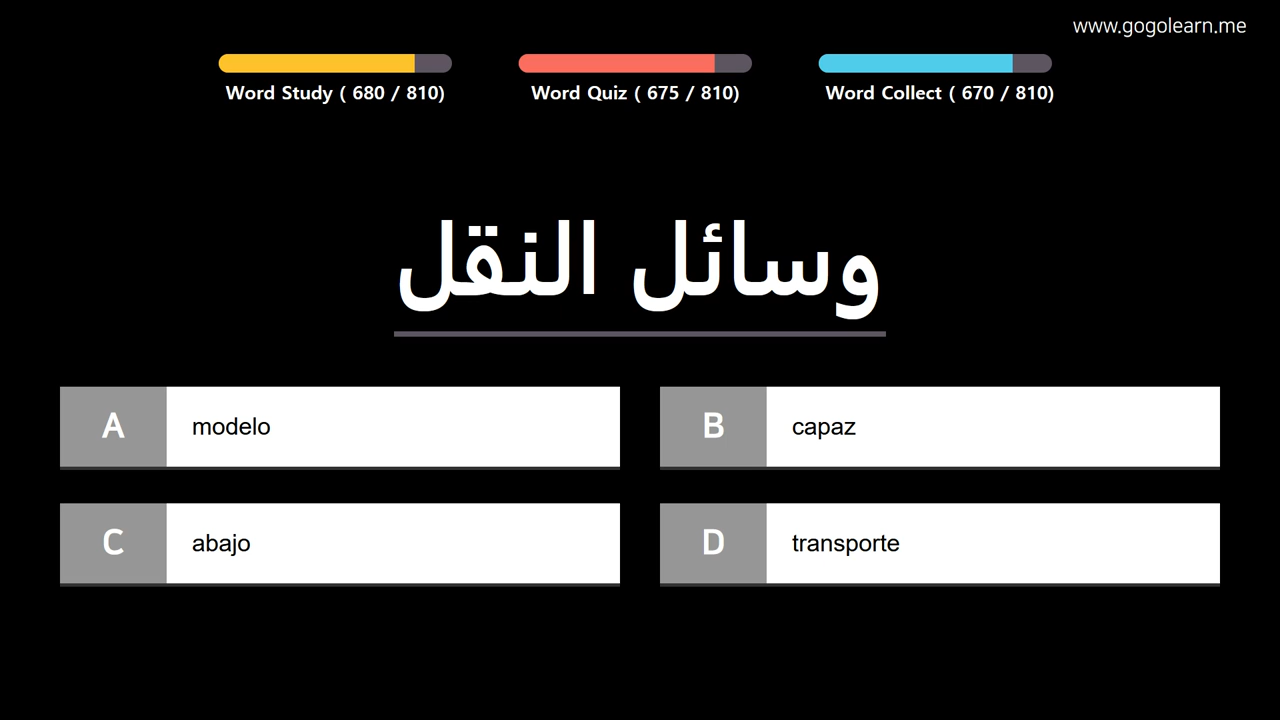 www.gogolearn.me
Word Study ( 680 / 810)
Word Quiz ( 675 / 810)
Word Collect ( 670 / 810)
وسائل النقل
A modelo
B capaz
C abajo
D transporte